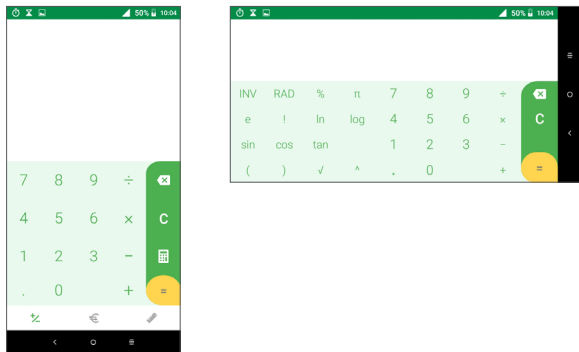 50% 10:04
7 8 9 ÷
4 5 6 × C
1 2 3 −
. 0 + =
+⁄−  €
50% 10:04
INV RAD % π 7 8 9 ÷
e ! ln log 4 5 6 × C
sin cos tan 1 2 3 −
( ) √ ^ . 0 + =